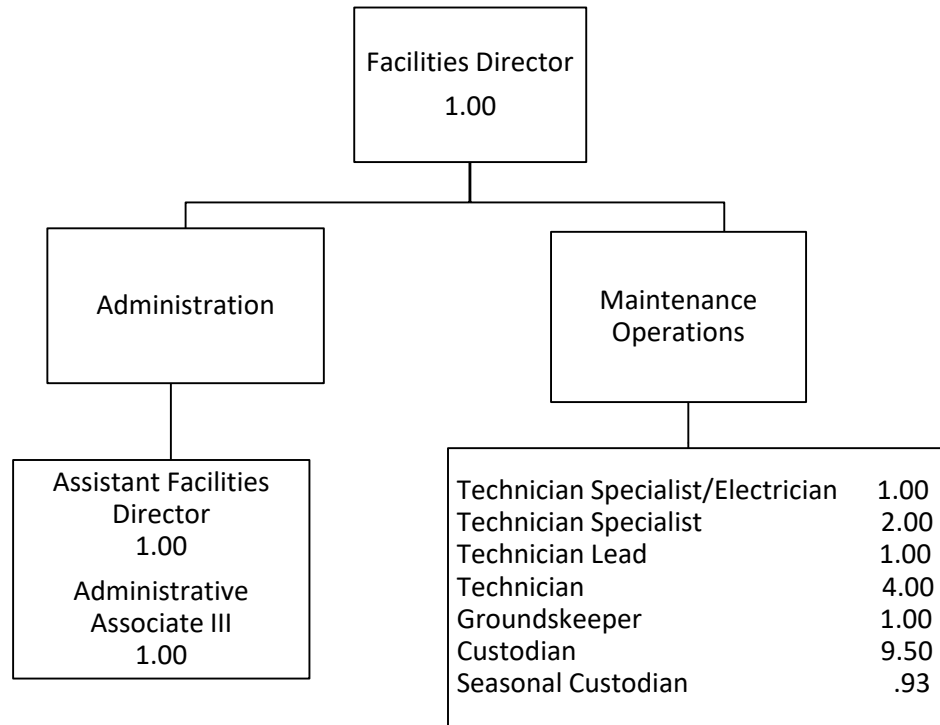 Facilities Director
1.00
Administration
Maintenance
Operations
Assistant Facilities
Director
1.00
Administrative
Associate III
1.00
Technician Specialist/Electrician 1.00
Technician Specialist 2.00
Technician Lead 1.00
Technician 4.00
Groundskeeper 1.00
Custodian 9.50
Seasonal Custodian .93